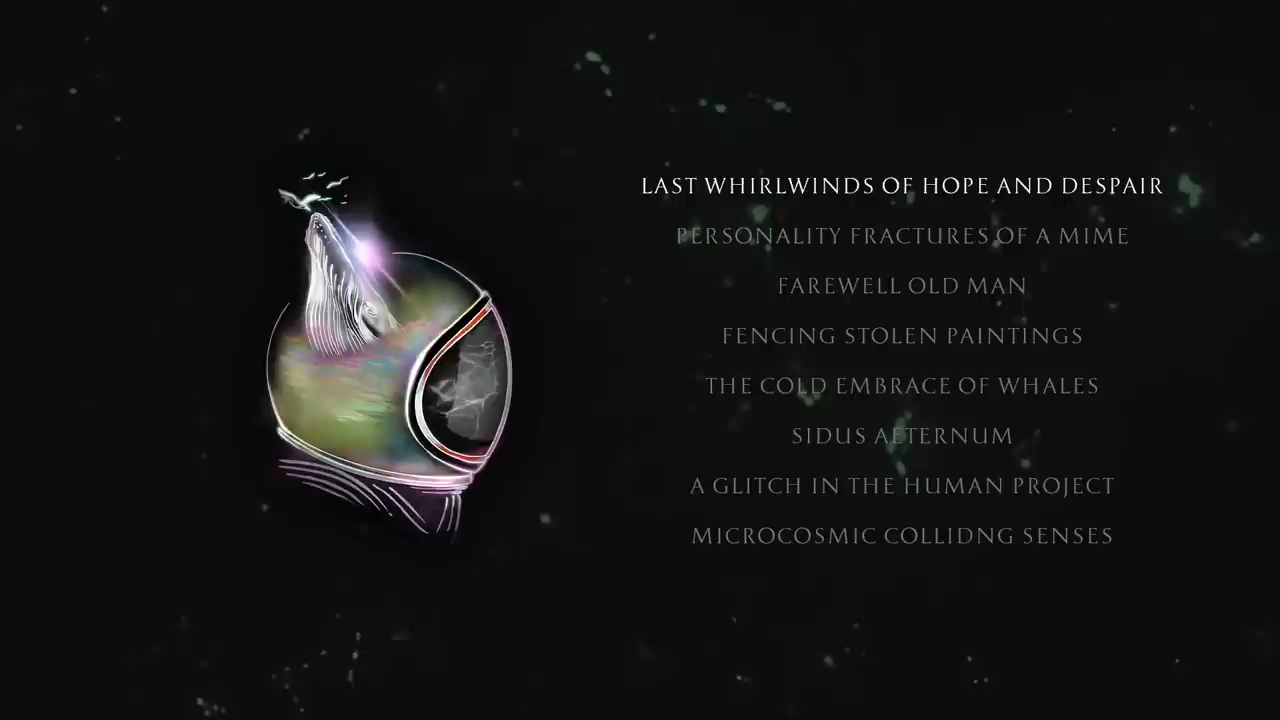 LAST WHIRLWINDS OF HOPE AND DESPAIR
PERSONALITY FRACTURES OF A MIME
FAREWELL OLD MAN
FENCING STOLEN PAINTINGS
THE COLD EMBRACE OF WHALES
SIDUS AETERNUM
A GLITCH IN THE HUMAN PROJECT
MICROCOSMIC COLLIDNG SENSES